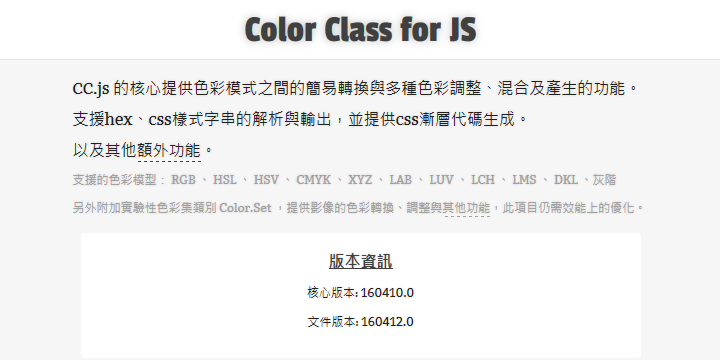 Color Class for JS
CC.js 的核心提供色彩模式之間的簡易轉換與多種色彩調整、混合及產生的功能。
支援hex、css樣式字串的解析與輸出，並提供css漸層代碼生成。
以及其他額外功能。
支援的色彩模型： RGB 、 HSL 、 HSV 、 CMYK 、 XYZ 、 LAB 、 LUV 、 LCH 、 LMS 、 DKL 、灰階
另外附加實驗性色彩集類別 Color.Set ，提供影像的色彩轉換、調整與其他功能，此項目仍需效能上的優化。
版本資訊
核心版本: 160410.0
文件版本: 160412.0